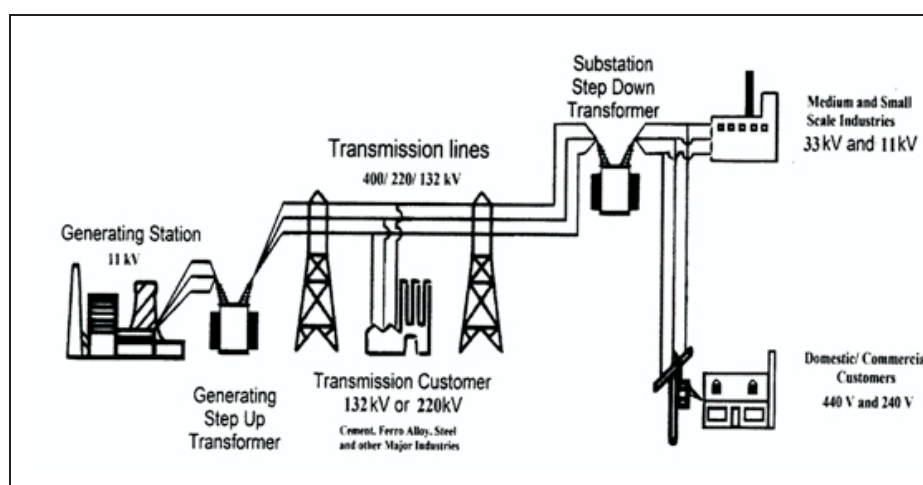 Generating Station
11 kV
Generating
Step Up
Transformer
Transmission lines
400/ 220/ 132 kV
Transmission Customer
132kV or 220kV
Cement, Ferro Alloy, Steel
and other Major Industries
Substation
Step Down
Transformer
Medium and Small
Scale Industries
33kV and 11kV
Domestic/ Commercia
Customers
440 V and 240 V